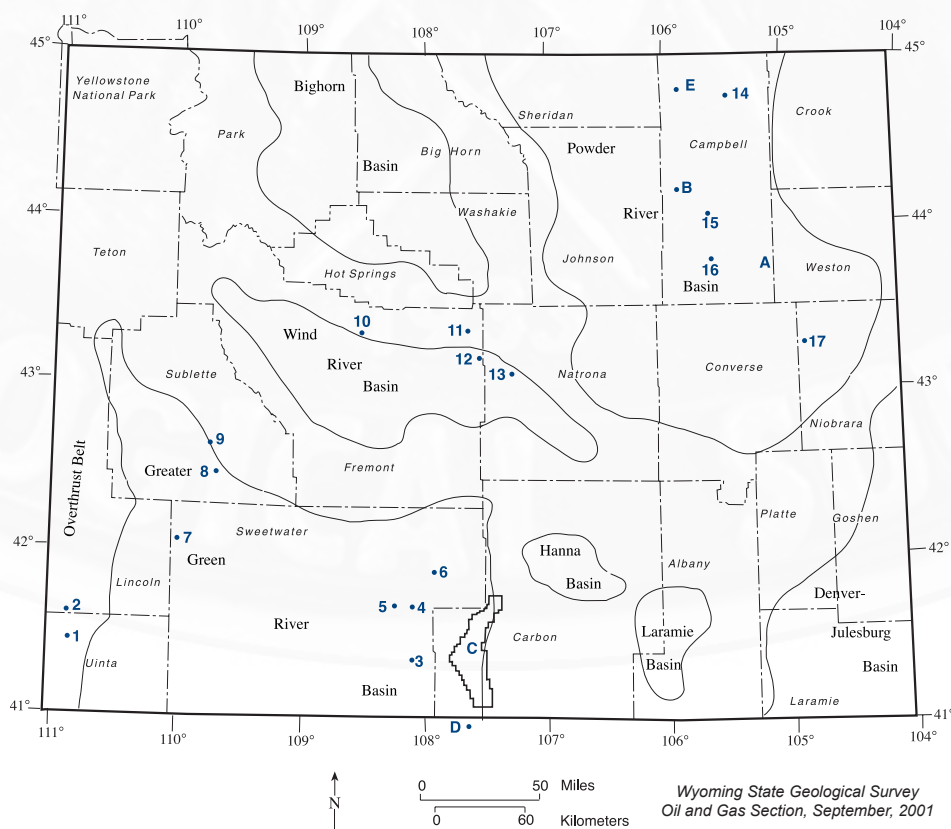 111° 110° 109° 108° 107° 106° 105° 104°
45° 45°
Yellowstone
National Park
Bighorn
E 14
Crook
Sheridan
Park
Powder
Campbell
Big Horn
Basin
B
44° Washakie River 44°
15
Teton
Johnson
16 A Weston
Hot Springs
Basin
10 11
Wind
17
12
River
43° 13 Natrona Converse 43°
Sublette
Basin
Niobrara
9
Overthrust Belt
Greater 8
Fremont
Platte Goshen
Sweetwater
7
42° Green Hanna 42°
6
Albany
Lincoln
Basin
Denver-
2 5 4
River
Laramie Julesburg
1 C Carbon
Uinta 3
Basin Basin
Basin
Laramie
41° 41°
D
111° 110° 109° 108° 107° 106° 105° 104°
N
0 50 Miles
0 60 Kilometers
Wyoming State Geological Survey
Oil and Gas Section, September, 2001